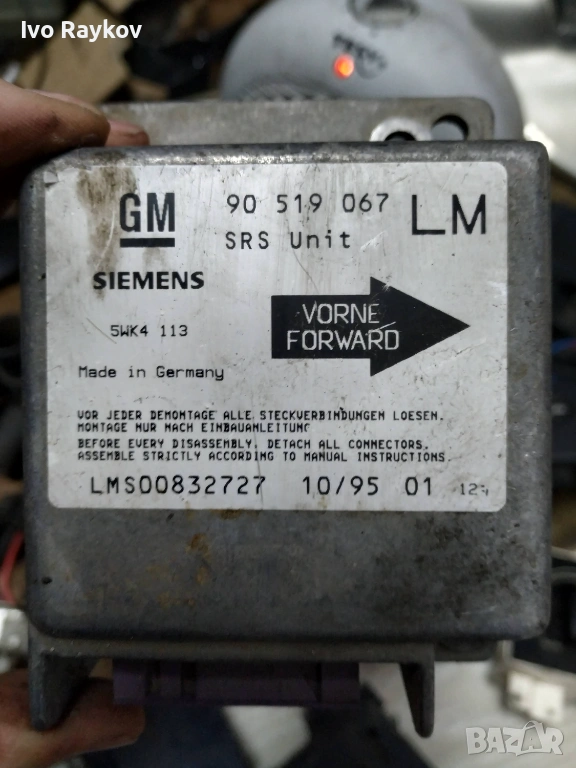 Ivo Raykov
GM
90 519 067
LM
SRS Unit
SIEMENS
VORNE
FORWARD
5WK4 113
Made in Germany
VOR JEDER DEMONTAGE ALLE STECKVERBINDUNGEN LOESEN.
MONTAGE NUR NACH EINBAUANLEITUNG
BEFORE EVERY DISASSEMBLY, DETACH ALL CONNECTORS.
ASSEMBLE STRICTLY ACCORDING TO MANUAL INSTRUCTIONS.
LMS00832727 10/95 01
BAZAR